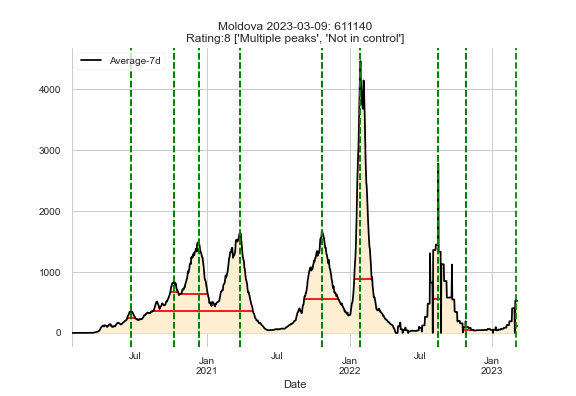 Moldova 2023-03-09: 611140
Rating:8 ['Multiple peaks', 'Not in control']
Average-7d
4000
3000
2000
1000
0
Jul
Jan
2021
Jul
Jan
2022
Jul
Jan
2023
Date